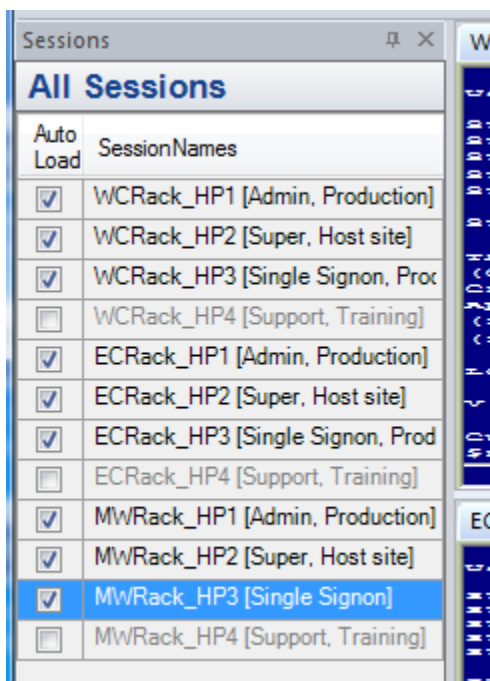 Sessions
W
All Sessions
Auto Load SessionNames
WCRack_HP1 [Admin, Production]
WCRack_HP2 [Super, Host site]
WCRack_HP3 [Single Signon, Proc
WCRack_HP4 [Support, Training]
ECRack_HP1 [Admin, Production]
ECRack_HP2 [Super, Host site]
ECRack_HP3 [Single Signon, Prod
ECRack_HP4 [Support, Training]
MWRack_HP1 [Admin, Production]
EC
MWRack_HP2 [Super, Host site]
MWRack_HP3 [Single Signon]
MWRack_HP4 [Support, Training]